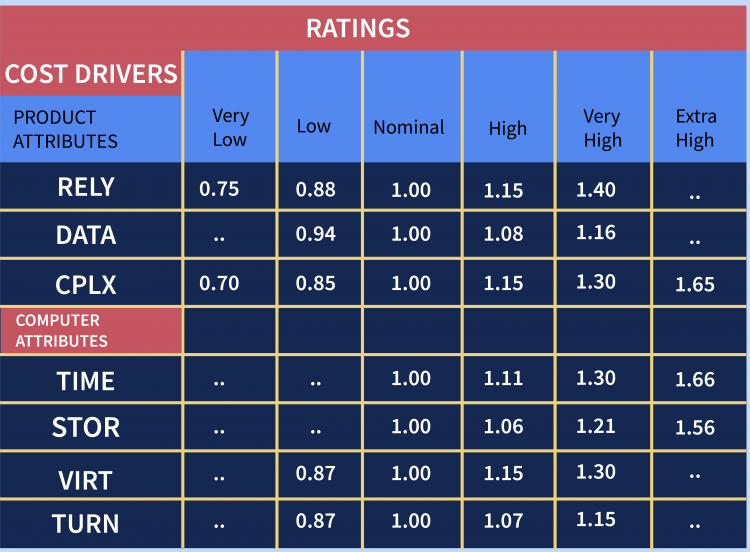 RATINGS
COST DRIVERS
PRODUCT ATTRIBUTES Very Low Low Nominal High Very High Extra High
RELY 0.75 0.88 1.00 1.15 1.40 ..
DATA .. 0.94 1.00 1.08 1.16 ..
CPLX 0.70 0.85 1.00 1.15 1.30 1.65
COMPUTER ATTRIBUTES
TIME .. .. 1.00 1.11 1.30 1.66
STOR .. .. 1.00 1.06 1.21 1.56
VIRT .. 0.87 1.00 1.15 1.30 ..
TURN .. 0.87 1.00 1.07 1.15 ..